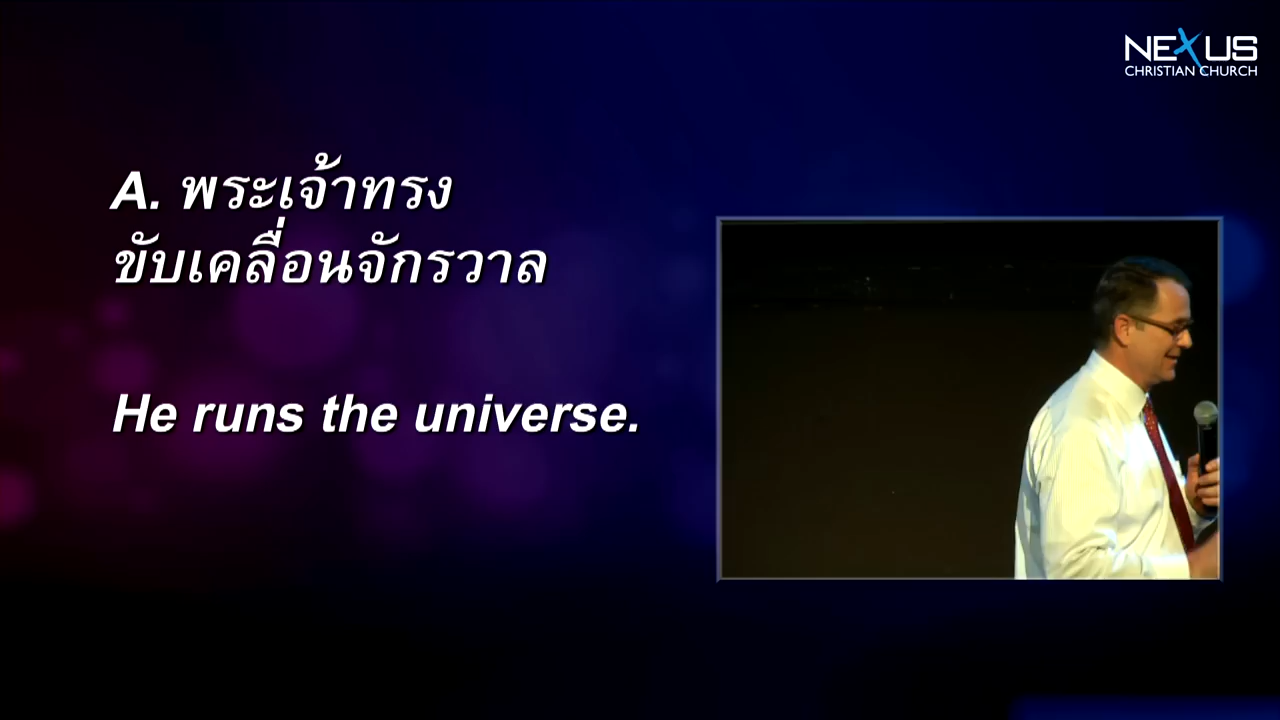 NEXUS
CHRISTIAN CHURCH
A. พระเจ้าทรง
ขับเคลื่อนจักรวาล
He runs the universe.